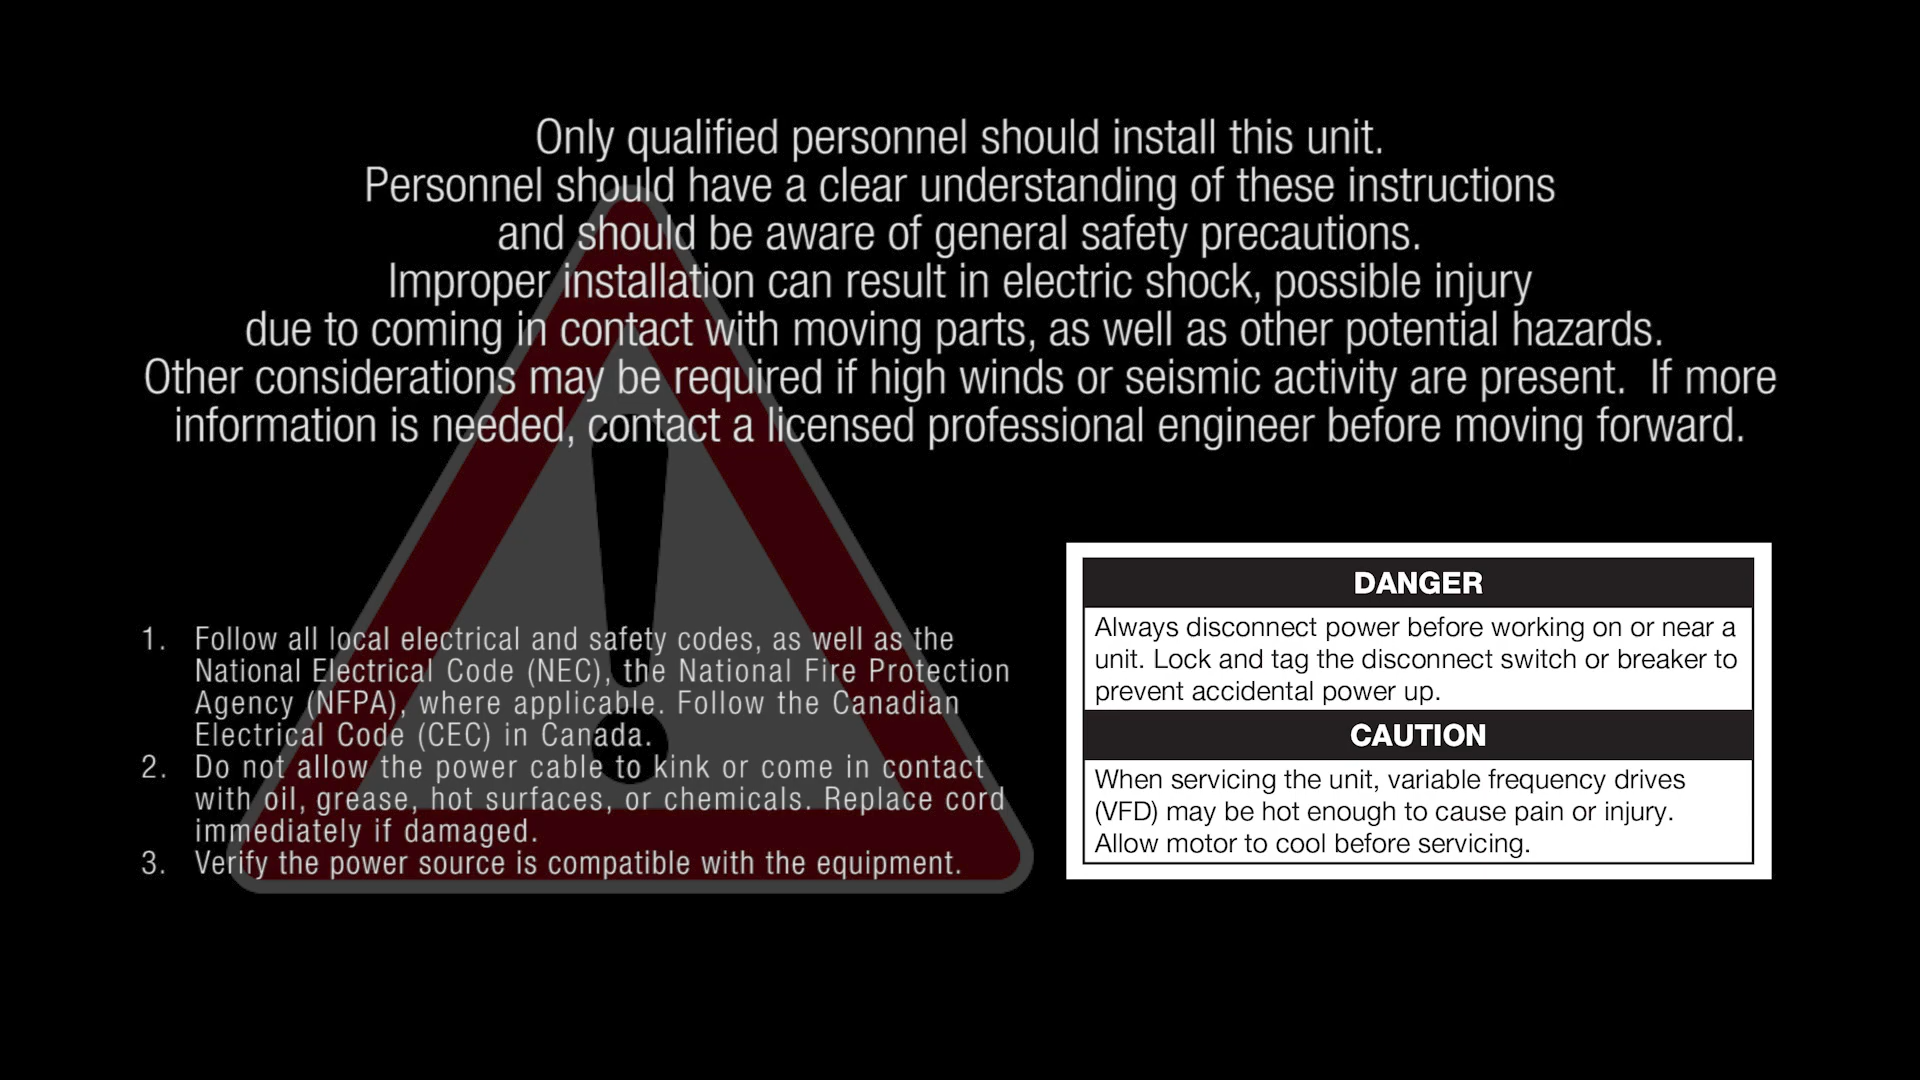 Only qualified personnel should install this unit.
Personnel should have a clear understanding of these instructions
and should be aware of general safety precautions.
Improper installation can result in electric shock, possible injury
due to coming in contact with moving parts, as well as other potential hazards.
Other considerations may be required if high winds or seismic activity are present.  If more
information is needed, contact a licensed professional engineer before moving forward.
1. Follow all local electrical and safety codes, as well as the
National Electrical Code (NEC), the National Fire Protection
Agency (NFPA), where applicable. Follow the Canadian
Electrical Code (CEC) in Canada.
2. Do not allow the power cable to kink or come in contact
with oil, grease, hot surfaces, or chemicals. Replace cord
immediately if damaged.
3. Verify the power source is compatible with the equipment.
DANGER
Always disconnect power before working on or near a
unit. Lock and tag the disconnect switch or breaker to
prevent accidental power up.
CAUTION
When servicing the unit, variable frequency drives
(VFD) may be hot enough to cause pain or injury.
Allow motor to cool before servicing.